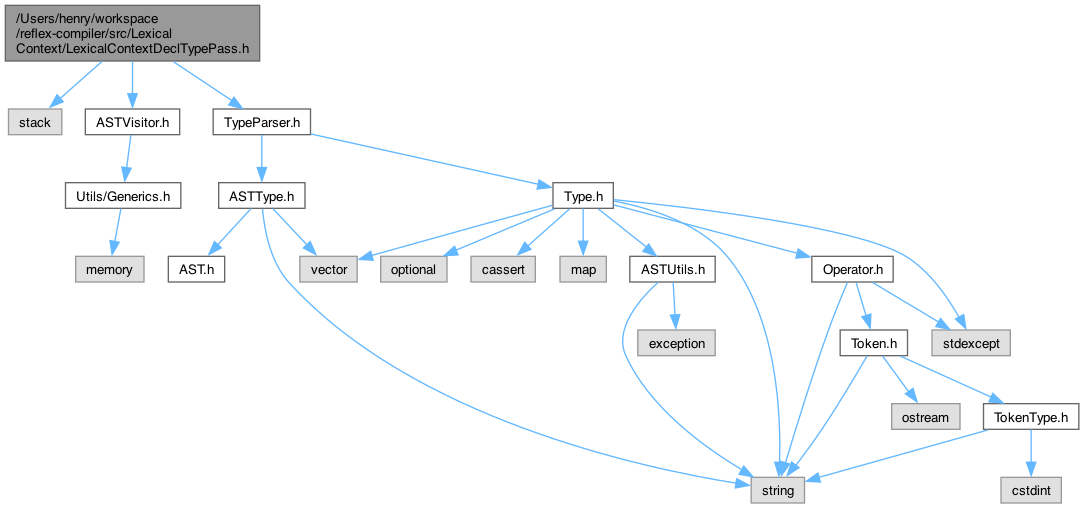 /Users/henry/workspace
/reflex-compiler/src/Lexical
Context/LexicalContextDeclTypePass.h
stack
ASTVisitor.h
TypeParser.h
Utils/Generics.h
ASTType.h
Type.h
memory
AST.h
vector
optional
cassert
map
ASTUtils.h
Operator.h
exception
Token.h
stdexcept
ostream
TokenType.h
string
cstdint